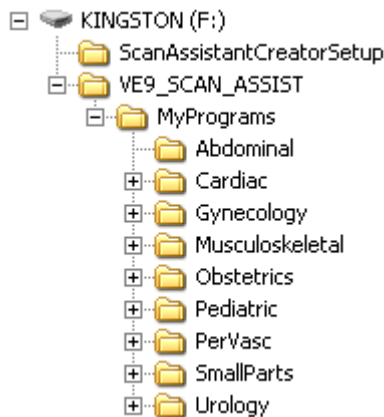 KINGSTON (F:)
ScanAssistantCreatorSetup
VE9_SCAN_ASSIST
MyPrograms
Abdominal
Cardiac
Gynecology
Musculoskeletal
Obstetrics
Pediatric
PerVasc
SmallParts
Urology